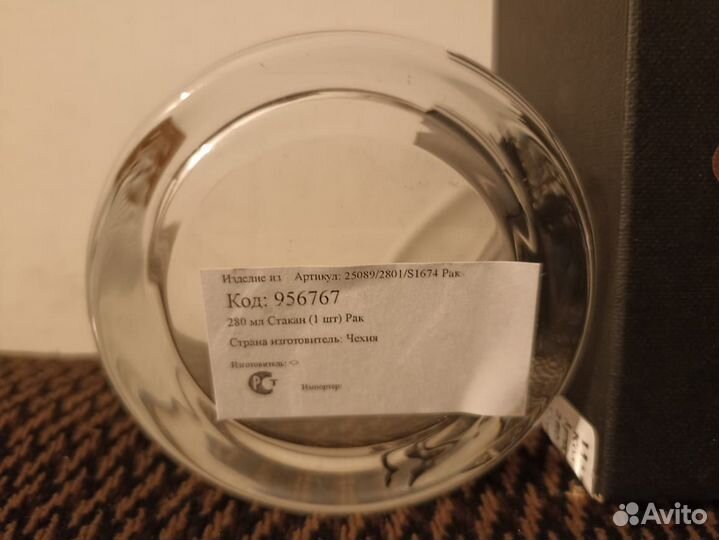 Изделие из Артикул: 25089/2801/S1674 Рак
Код: 956767
280 мл Стакан (1 шт) Рак
Страна изготовитель: Чехия
Изготовитель:
РСТ
Импортер:
Avito